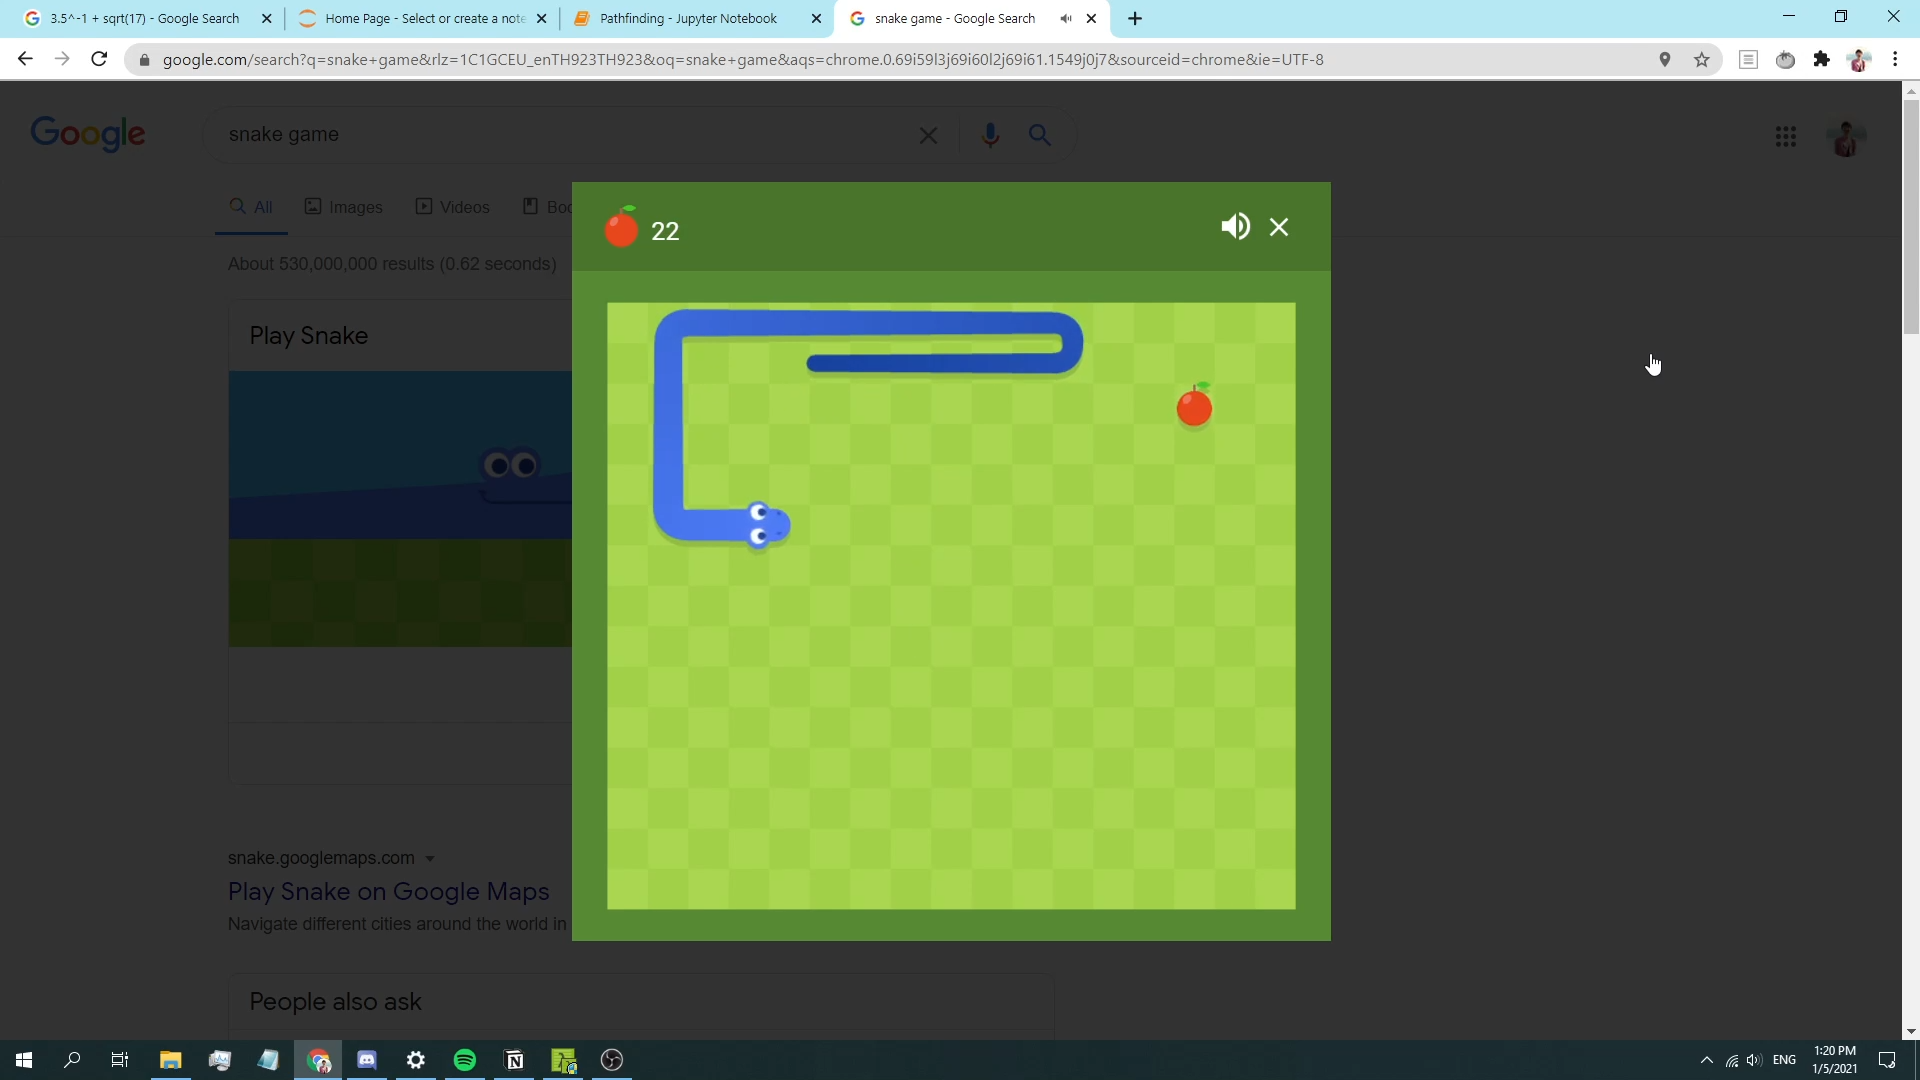 3.5^-1 + sqrt(17) - Google Search
Home Page - Select or create a note
Pathfinding - Jupyter Notebook
snake game - Google Search
google.com/search?q=snake+game&rlz=1C1GCEU_enTH923TH923&oq=snake+game&aqs=chrome.0.69i59l3j69i60l2j69i61.1549j0j7&sourceid=chrome&ie=UTF-8
Google
snake game
All
Images
Videos
Boo
22
About 530,000,000 results (0.62 seconds)
Play Snake
snake.googlemaps.com
Play Snake on Google Maps
Navigate different cities around the world in
People also ask
ENG
1:20 PM
1/5/2021